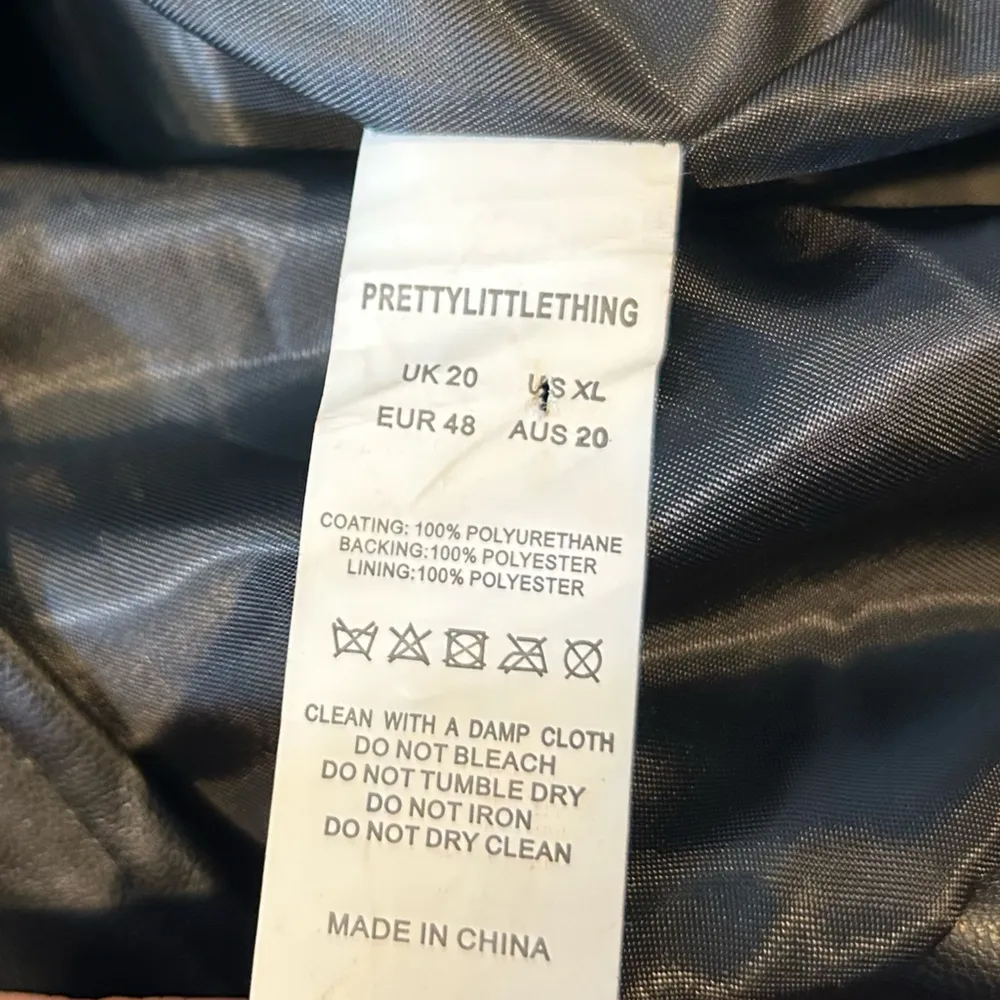 PRETTYLITTLETHING
UK 20 US XL
EUR 48 AUS 20
COATING: 100% POLYURETHANE
BACKING:100% POLYESTER
LINING:100% POLYESTER
CLEAN WITH A DAMP CLOTH
DO NOT BLEACH
DO NOT TUMBLE DRY
DO NOT IRON
DO NOT DRY CLEAN
MADE IN CHINA